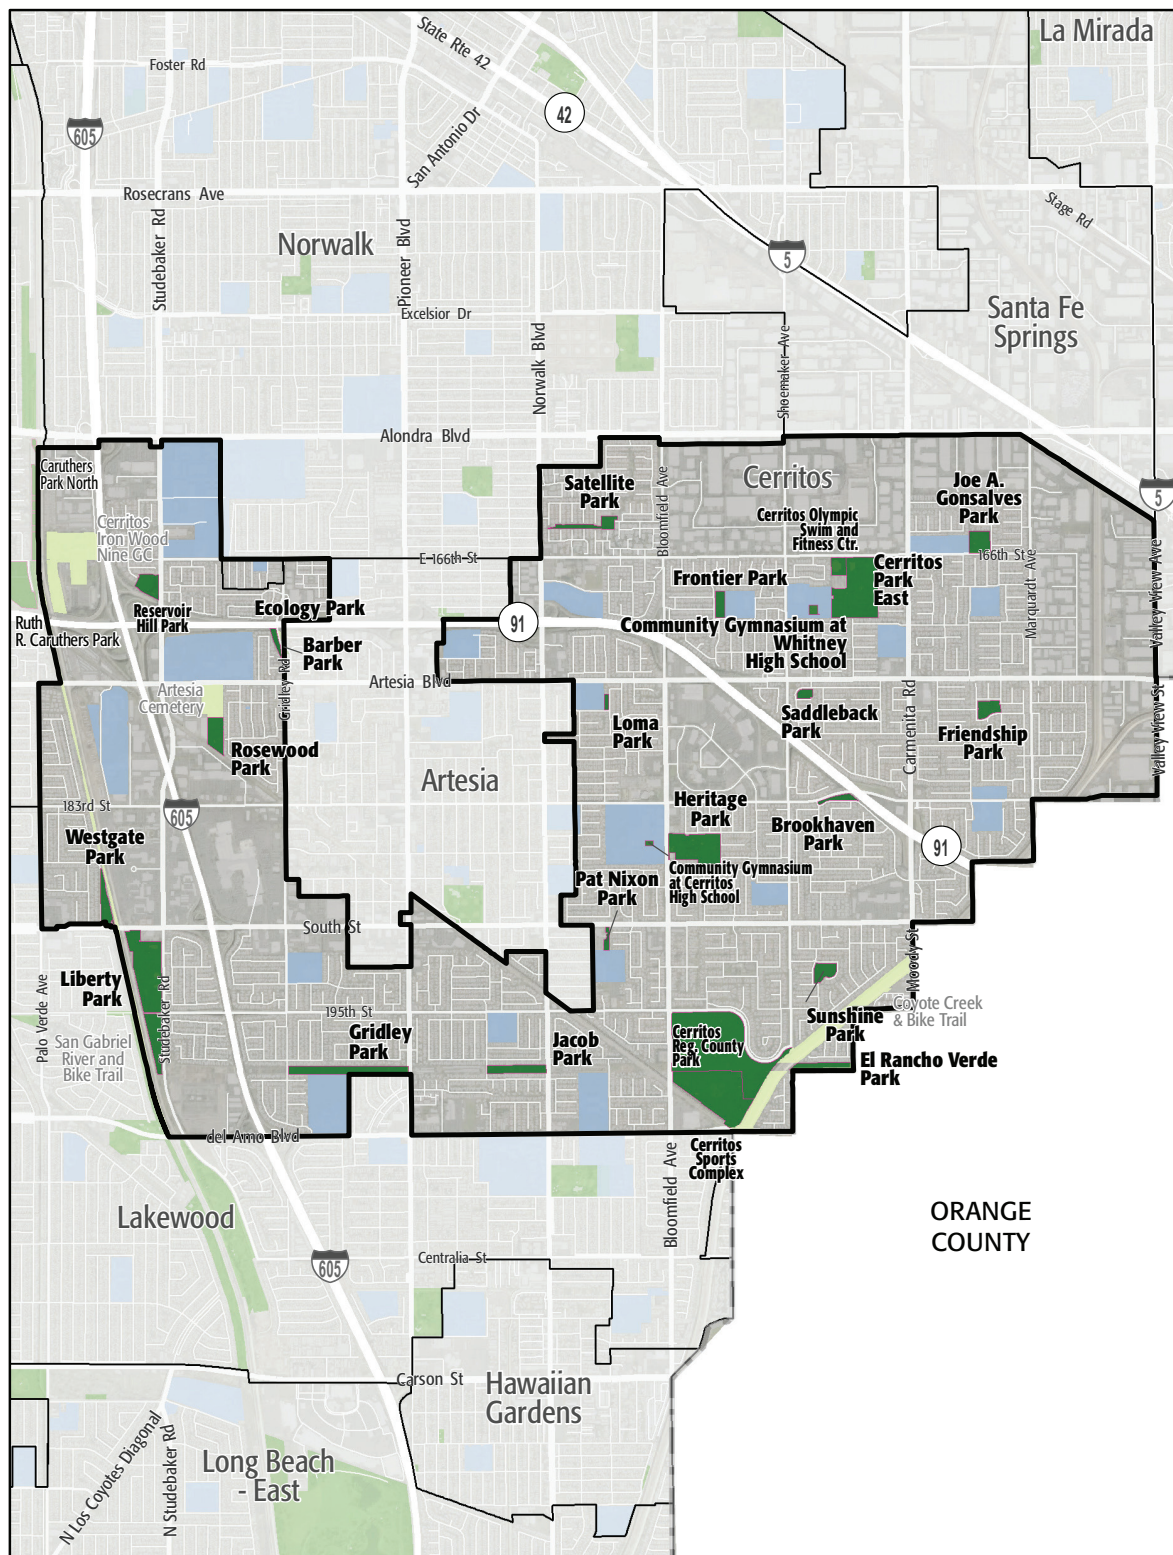 La Mirada
State Rte 42
Foster Rd
605
42
San Antonio Dr
Rosecrans Ave
Stage Rd
Studebaker Rd
Norwalk
Pioneer Blvd
5
Excelsior Dr
Santa Fe
Springs
Norwalk Blvd
Shoemaker Ave
Alondra Blvd
Caruthers
Park North
Satellite
Park
Bloomfield Ave
Cerritos
Joe A.
Gonsalves
Park
5
Cerritos
Iron Wood
Nine GC
Cerritos Olympic
Swim and
Fitness Ctr.
E 166th St
166th St
Marquardt Ave
Valley View Ave
Frontier Park
Cerritos
Park
East
Reservoir
Hill Park
Ecology Park
Ruth
R. Caruthers Park
91
Community Gymnasium at
Whitney
High School
Barber
Park
Gridley Rd
Artesia Blvd
Artesia
Cemetery
Carmenita Rd
Valley View St
Loma
Park
Saddleback
Park
Friendship
Park
Rosewood
Park
Artesia
183rd St
605
Heritage
Park
Brookhaven
Park
Westgate
Park
91
Community Gymnasium
at Cerritos
High School
Pat Nixon
Park
South St
Moody St
Liberty
Park
Studebaker Rd
Palo Verde Ave
195th St
Coyote Creek
& Bike Trail
Sunshine
Park
San Gabriel
River and
Bike Trail
Gridley
Park
Jacob
Park
Cerritos
Reg. County
Park
El Rancho Verde
Park
del Amo Blvd
Cerritos
Sports
Complex
Bloomfield Ave
Lakewood
ORANGE
COUNTY
605
Centralia St
Carson St
Hawaiian
Gardens
N Los Coyotes Diagonal
N Studebaker Rd
Long Beach
- East